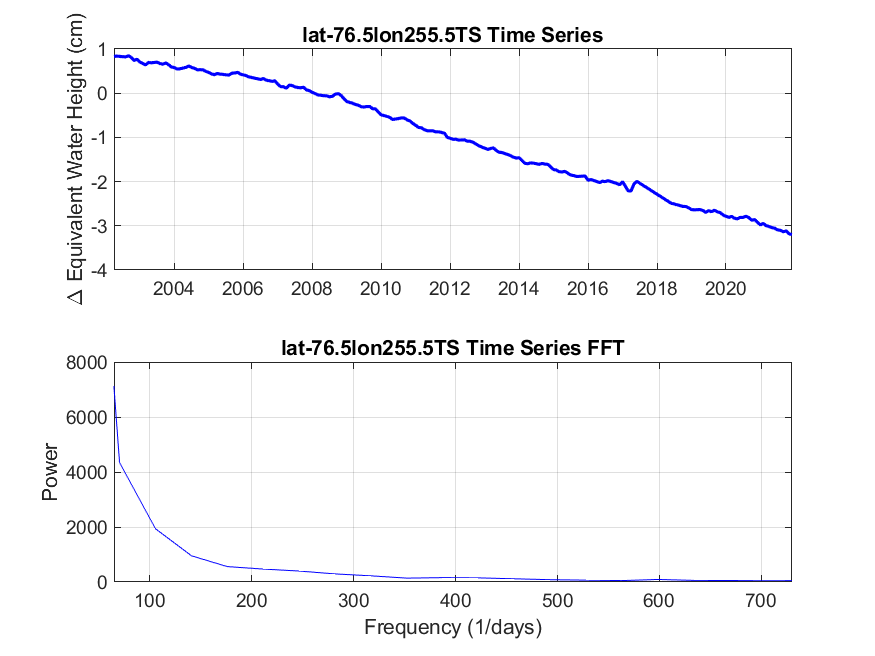 lat-76.5lon255.5TS Time Series
Δ Equivalent Water Height (cm)
1
0
-1
-2
-3
-4
2004 2006 2008 2010 2012 2014 2016 2018 2020
lat-76.5lon255.5TS Time Series FFT
Power
8000
6000
4000
2000
0
100 200 300 400 500 600 700
Frequency (1/days)